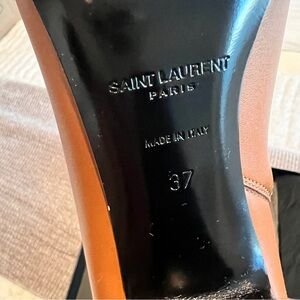 SAINT LAURENT
PARIS
MADE IN ITALY
37